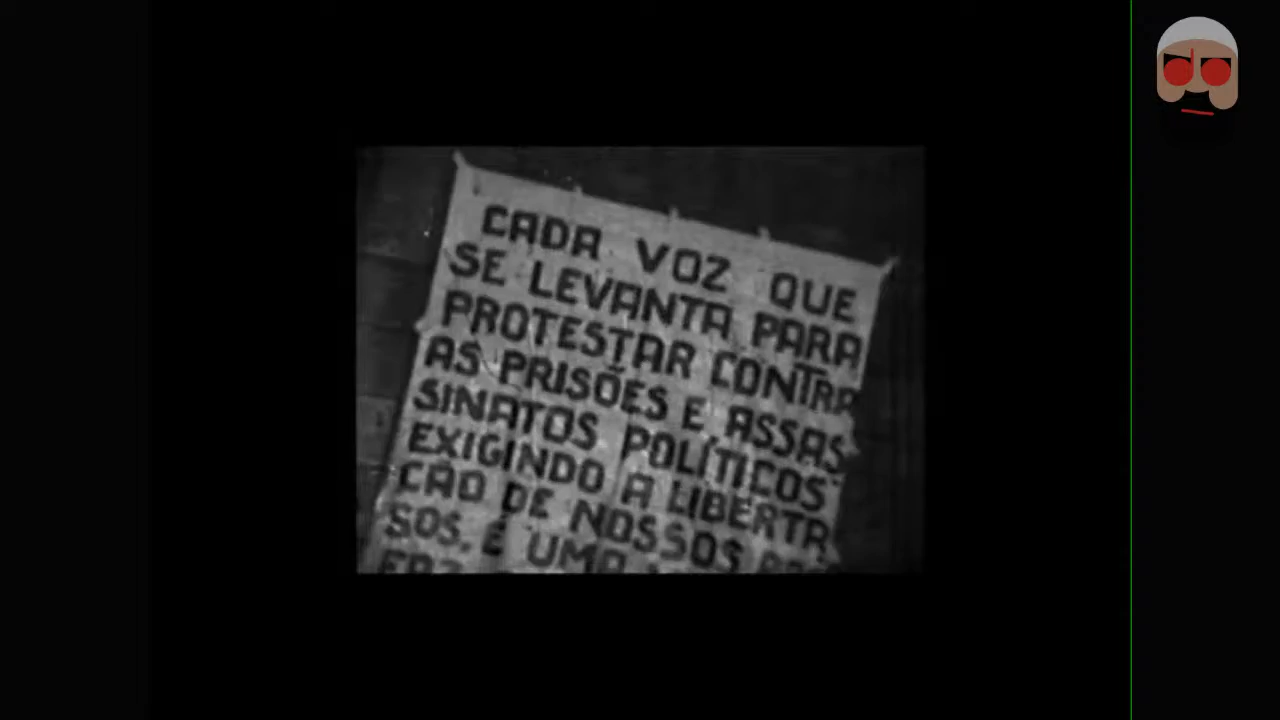 CADA VOZ QUE
SE LEVANTA PARA
PROTESTAR CONTRA
AS PRISÕES E ASSAS
SINATOS POLÍTICOS
EXIGINDO A LIBERTA
CÃO DE NOSSOS
SOS, É UMA